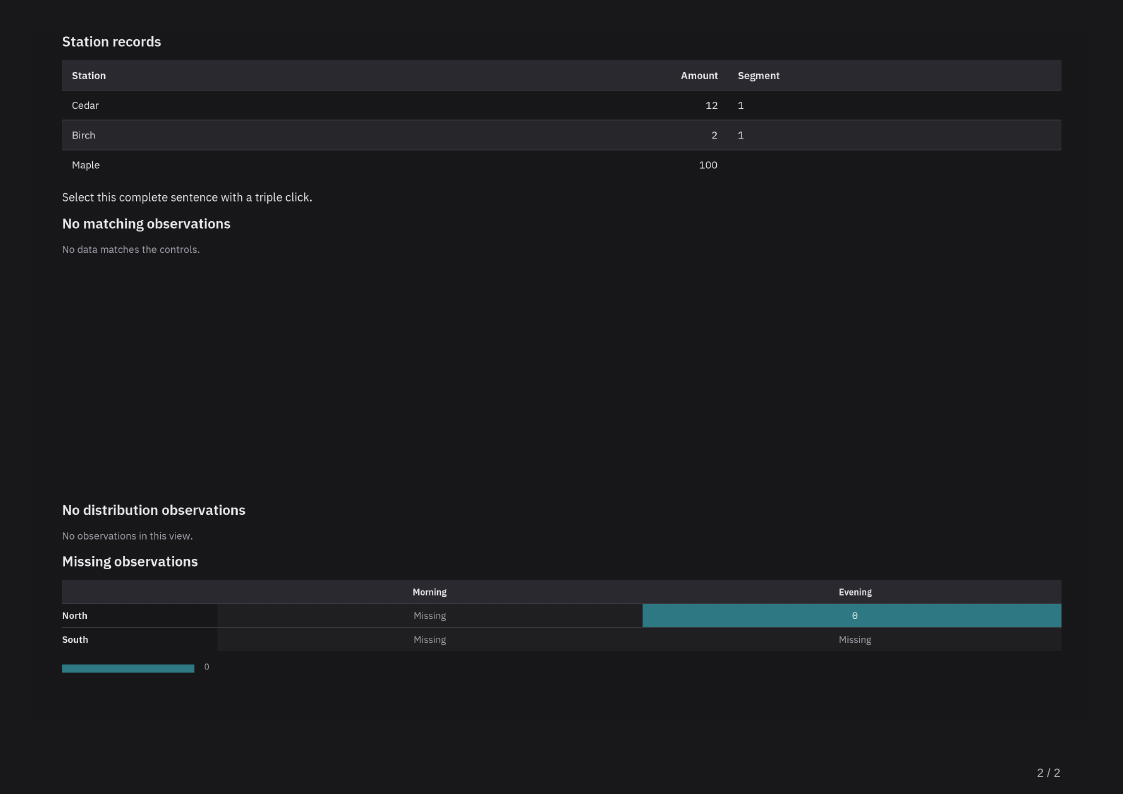 Station records
Station Amount Segment
Cedar 12 1
Birch 2 1
Maple 100
Select this complete sentence with a triple click.
No matching observations
No data matches the controls.
No distribution observations
No observations in this view.
Missing observations
Morning Evening
North Missing 0
South Missing Missing
0
2 / 2